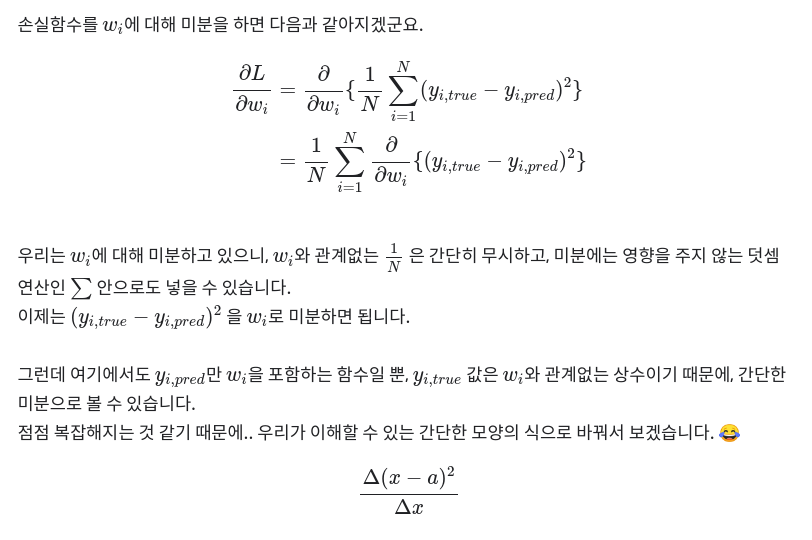 손실함수를 $w_i$에 대해 미분을 하면 다음과 같아지겠군요.
$\frac{\partial L}{\partial w_i} = \frac{\partial}{\partial w_i}\{\frac{1}{N}\sum_{i=1}^{N}(y_{i,true} - y_{i,pred})^2\}$
$= \frac{1}{N}\sum_{i=1}^{N}\frac{\partial}{\partial w_i}\{(y_{i,true} - y_{i,pred})^2\}$
우리는 $w_i$에 대해 미분하고 있으니, $w_i$와 관계없는 $\frac{1}{N}$ 은 간단히 무시하고, 미분에는 영향을 주지 않는 덧셈
연산인 $\sum$ 안으로도 넣을 수 있습니다.
이제는 $(y_{i,true} - y_{i,pred})^2$ 을 $w_i$로 미분하면 됩니다.
그런데 여기에서도 $y_{i,pred}$만 $w_i$을 포함하는 함수일 뿐, $y_{i,true}$ 값은 $w_i$와 관계없는 상수이기 때문에, 간단한
미분으로 볼 수 있습니다.
점점 복잡해지는 것 같기 때문에.. 우리가 이해할 수 있는 간단한 모양의 식으로 바꿔서 보겠습니다. 😂
$\frac{\Delta(x-a)^2}{\Delta x}$